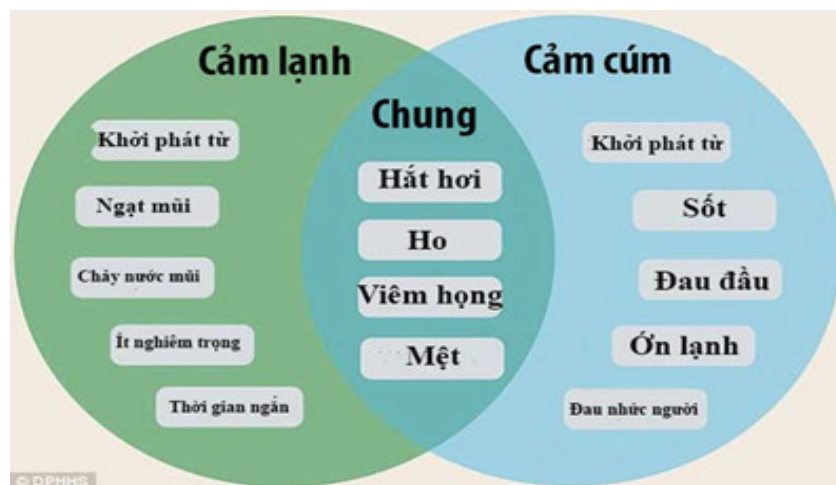 Cảm lạnh
Khởi phát từ
Ngạt mũi
Chảy nước mũi
Ít nghiêm trọng
Thời gian ngắn
Chung
Hắt hơi
Ho
Viêm họng
Mệt
Cảm cúm
Khởi phát từ
Sốt
Đau đầu
Ớn lạnh
Đau nhức người
© DPHHS